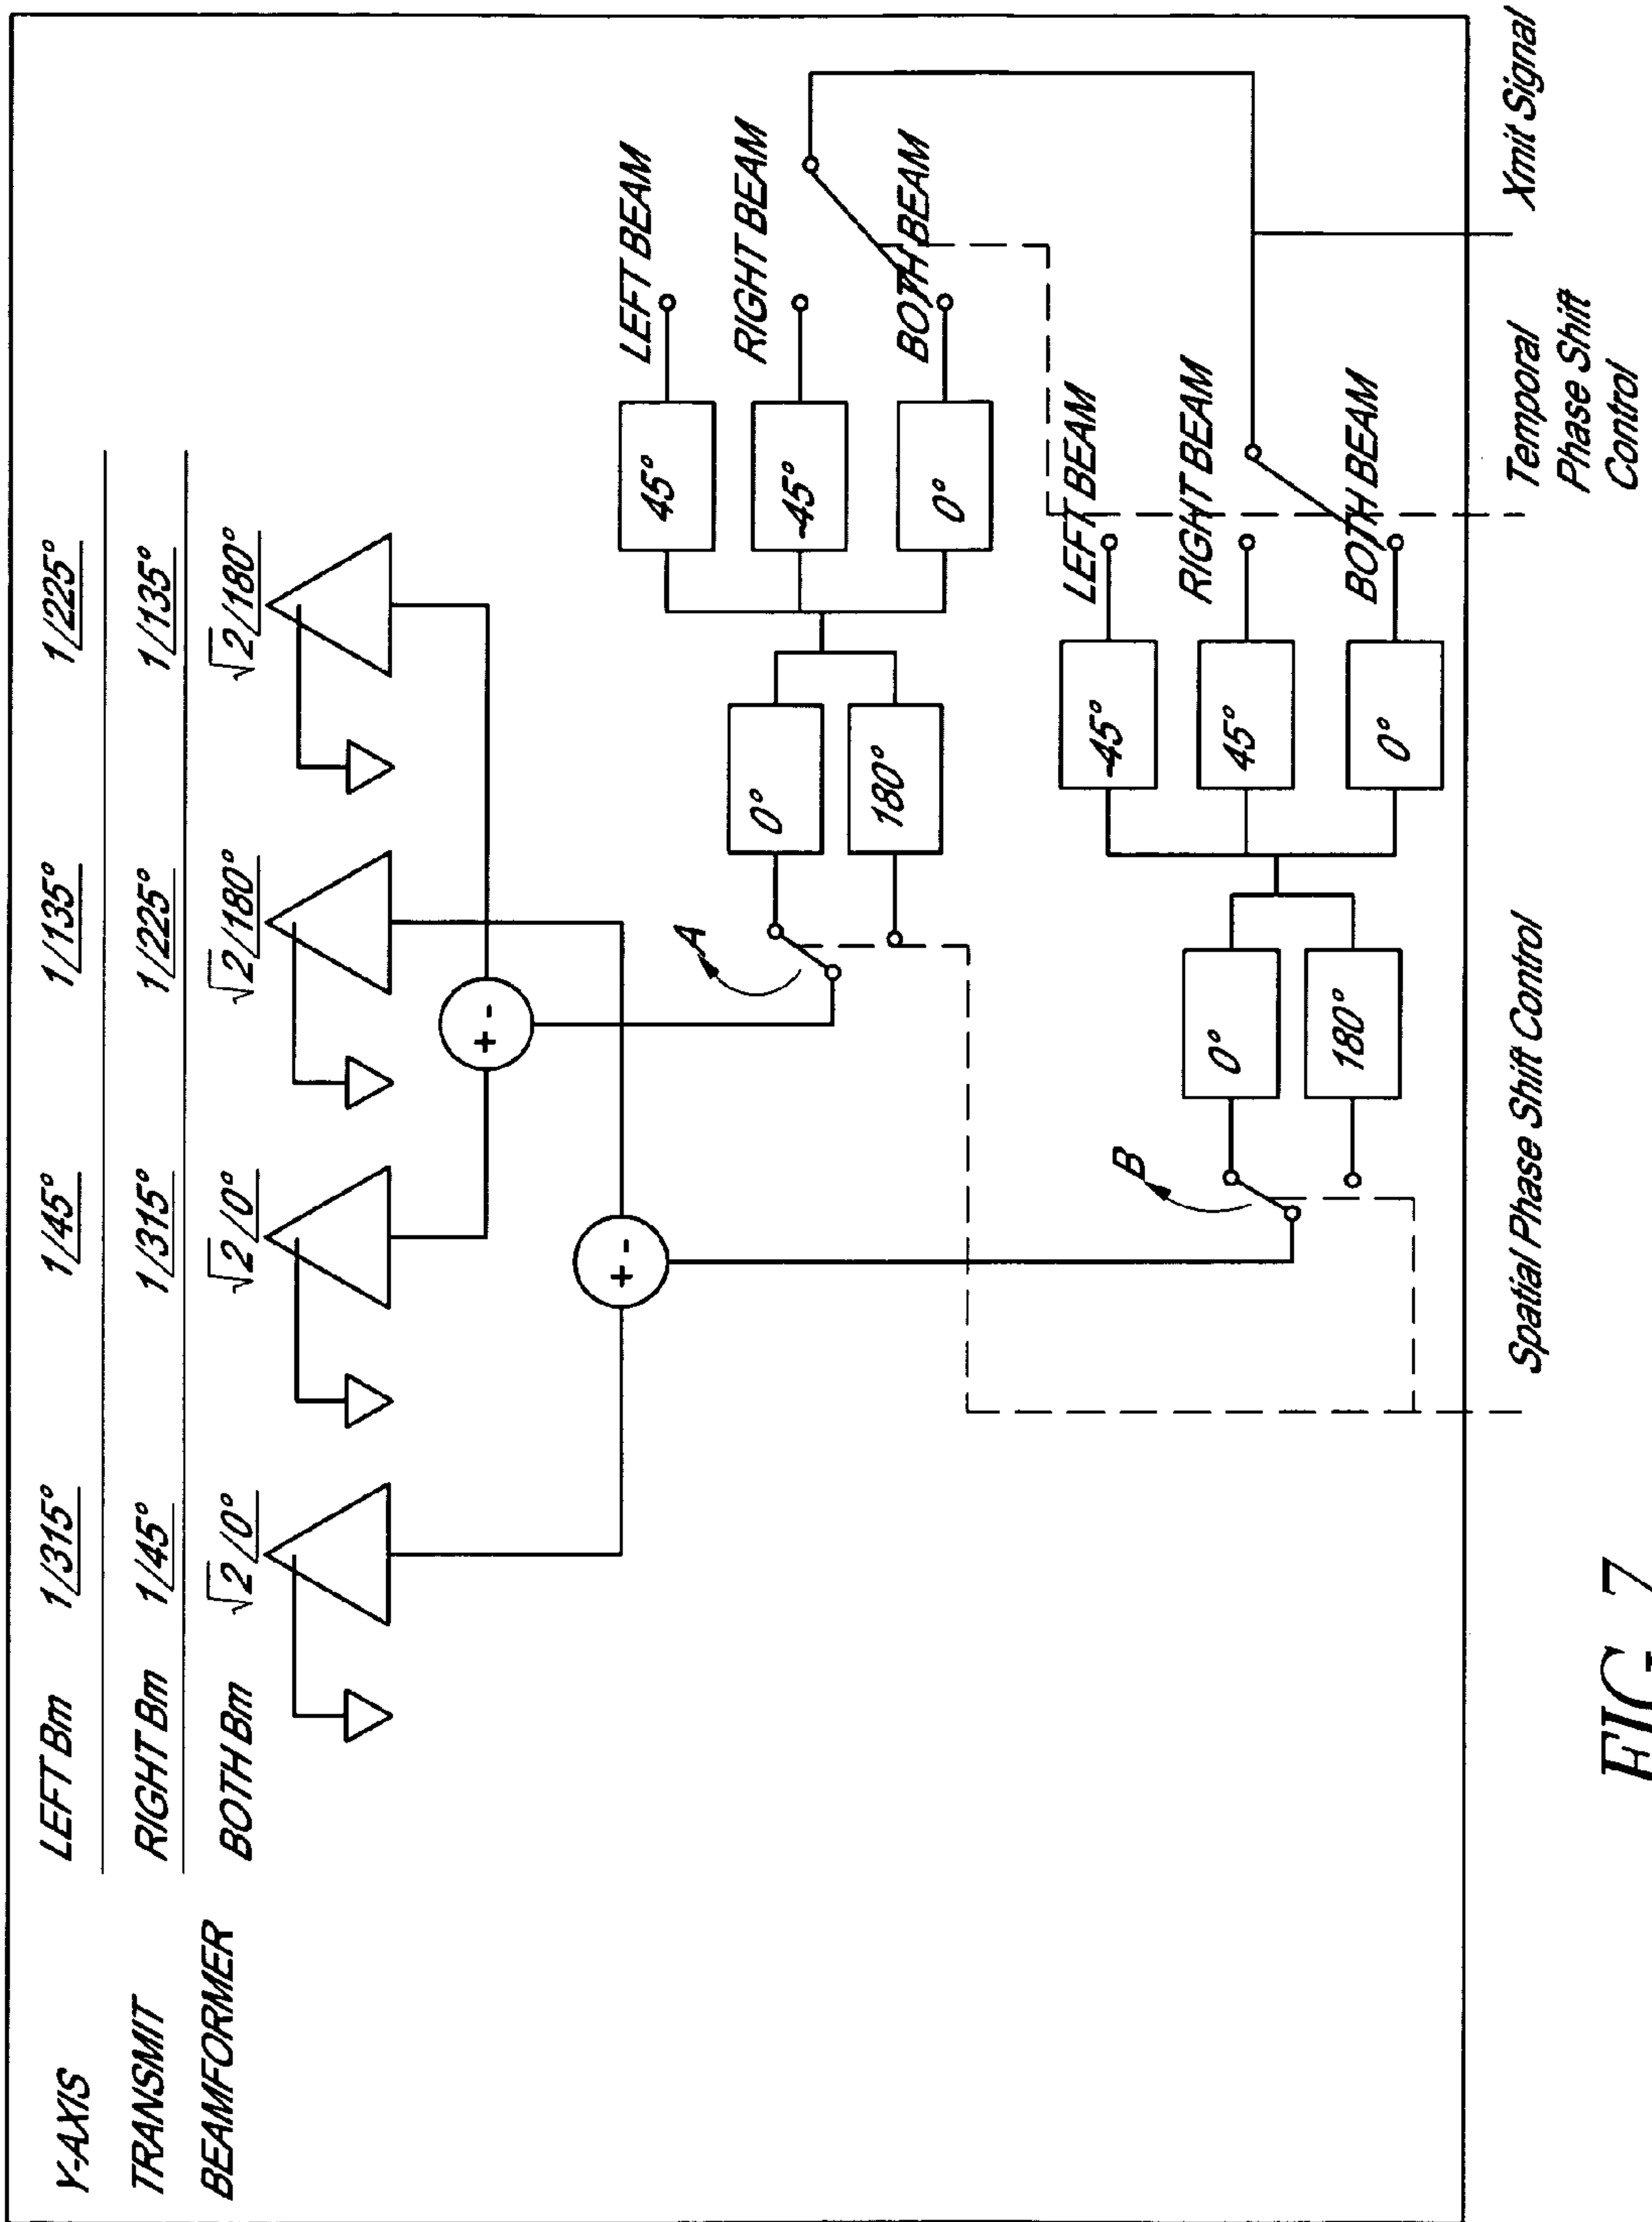 Y-AXIS LEFT Bm 1/315° 1/45° 1/135° 1/225°
TRANSMIT RIGHT Bm 1/45° 1/315° 1/225° 1/135°
BEAMFORMER BOTH Bm √2/0° √2/0° √2/180° √2/180°
+ -
+ -
A
0°
180°
45°
-45°
0°
LEFT BEAM
RIGHT BEAM
BOTH BEAM
B
0°
180°
-45°
45°
0°
LEFT BEAM
RIGHT BEAM
BOTH BEAM
Spatial Phase Shift Control
Temporal
Phase Shift
Control
Xmit Signal
FIG. 7